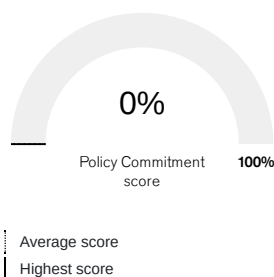 0%
Policy Commitment 100%
score
Average score
Highest score